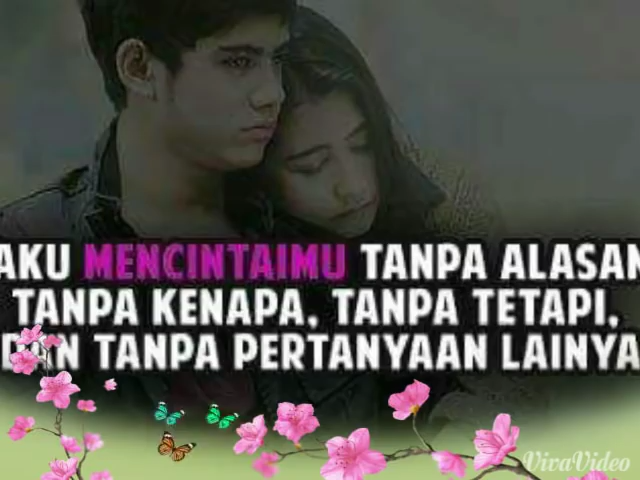 AKU MENCINTAIMU TANPA ALASAN
TANPA KENAPA, TANPA TETAPI,
DAN TANPA PERTANYAAN LAINYA
VivaVideo